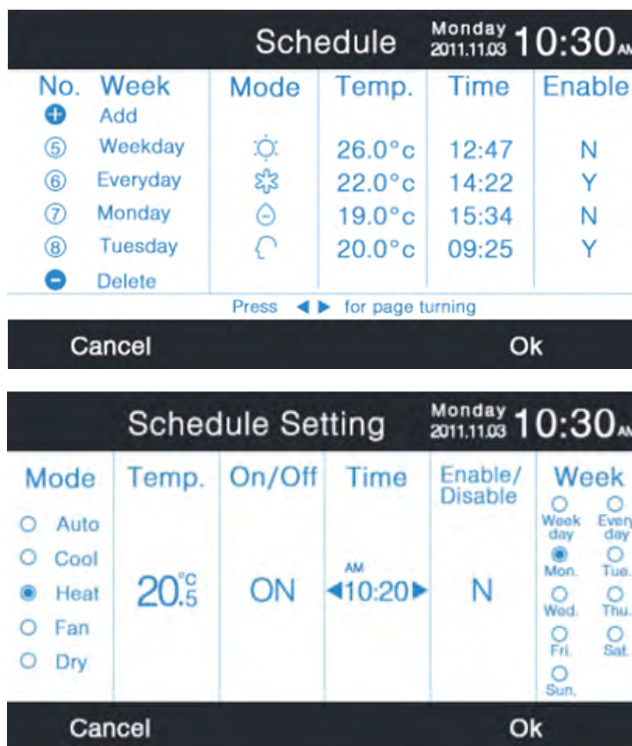 Schedule Monday 2011.11.03 10:30 AM
No. Week Mode Temp. Time Enable
Add
⑤ Weekday 26.0°c 12:47 N
⑥ Everyday 22.0°c 14:22 Y
⑦ Monday 19.0°c 15:34 N
⑧ Tuesday 20.0°c 09:25 Y
Delete
Press ◀ ▶ for page turning
Cancel Ok
Schedule Setting Monday 2011.11.03 10:30 AM
Mode Temp. On/Off Time Enable/Disable Week
Auto
Cool
Heat
Fan
Dry
20.5°C ON AM ◀10:20▶ N
Week day Every day
Mon. Tue.
Wed. Thu.
Fri. Sat.
Sun.
Cancel Ok